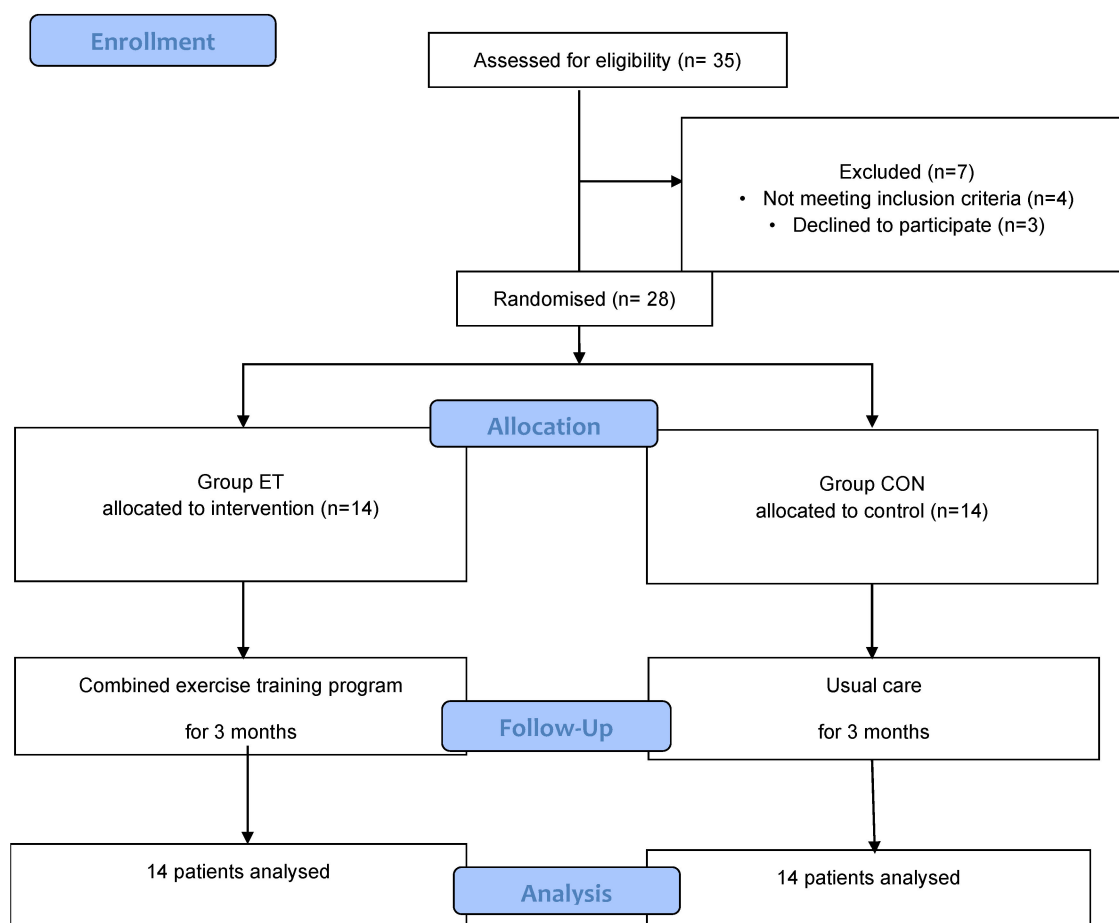 Enrollment
Assessed for eligibility (n= 35)
Excluded (n=7)
• Not meeting inclusion criteria (n=4)
• Declined to participate (n=3)
Randomised (n= 28)
Allocation
Group ET
allocated to intervention (n=14)
Group CON
allocated to control (n=14)
Combined exercise training program
for 3 months
Follow-Up
Usual care
for 3 months
14 patients analysed
Analysis
14 patients analysed